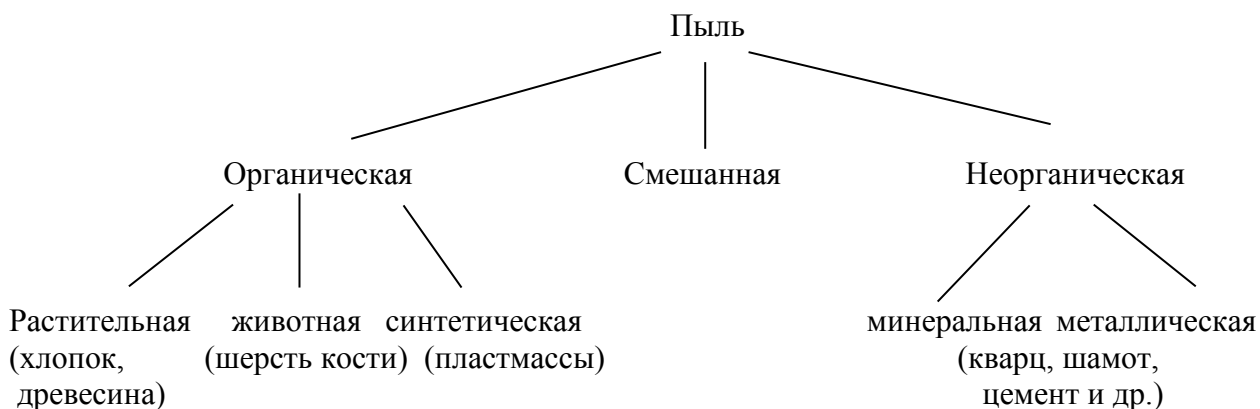 Пыль
Органическая Смешанная Неорганическая
Растительная животная синтетическая минеральная металлическая
(хлопок, (шерсть кости) (пластмассы) (кварц, шамот,
древесина) цемент и др.)